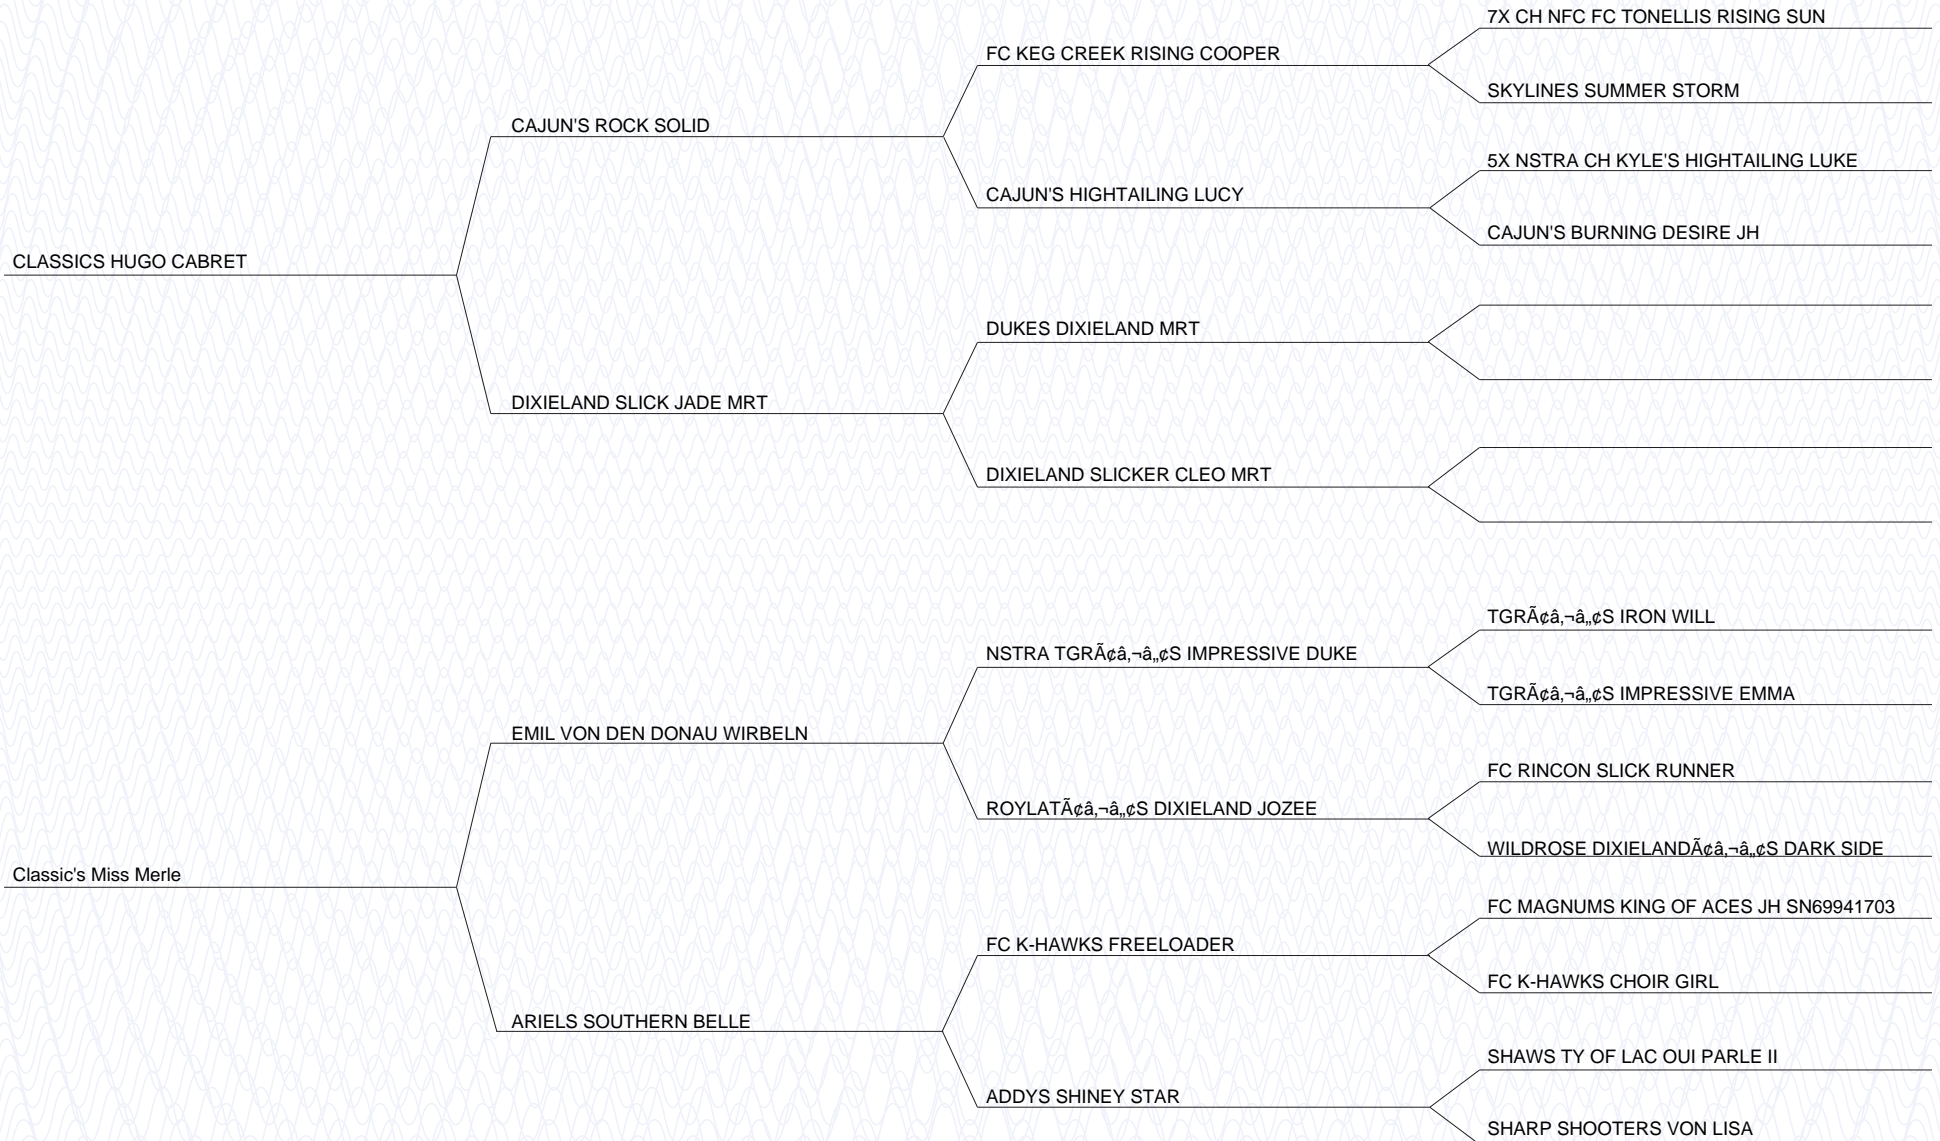 7X CH NFC FC TONELLIS RISING SUN
FC KEG CREEK RISING COOPER
SKYLINES SUMMER STORM
CAJUN'S ROCK SOLID
5X NSTRA CH KYLE'S HIGHTAILING LUKE
CAJUN'S HIGHTAILING LUCY
CAJUN'S BURNING DESIRE JH
CLASSICS HUGO CABRET
DUKES DIXIELAND MRT
DIXIELAND SLICK JADE MRT
DIXIELAND SLICKER CLEO MRT
TGRÃ¢â‚¬â„¢S IRON WILL
NSTRA TGRÃ¢â‚¬â„¢S IMPRESSIVE DUKE
TGRÃ¢â‚¬â„¢S IMPRESSIVE EMMA
EMIL VON DEN DONAU WIRBELN
FC RINCON SLICK RUNNER
ROYLATÃ¢â‚¬â„¢S DIXIELAND JOZEE
WILDROSE DIXIELANDÃ¢â‚¬â„¢S DARK SIDE
Classic's Miss Merle
FC MAGNUMS KING OF ACES JH SN69941703
FC K-HAWKS FREELOADER
FC K-HAWKS CHOIR GIRL
ARIELS SOUTHERN BELLE
SHAWS TY OF LAC OUI PARLE II
ADDYS SHINEY STAR
SHARP SHOOTERS VON LISA